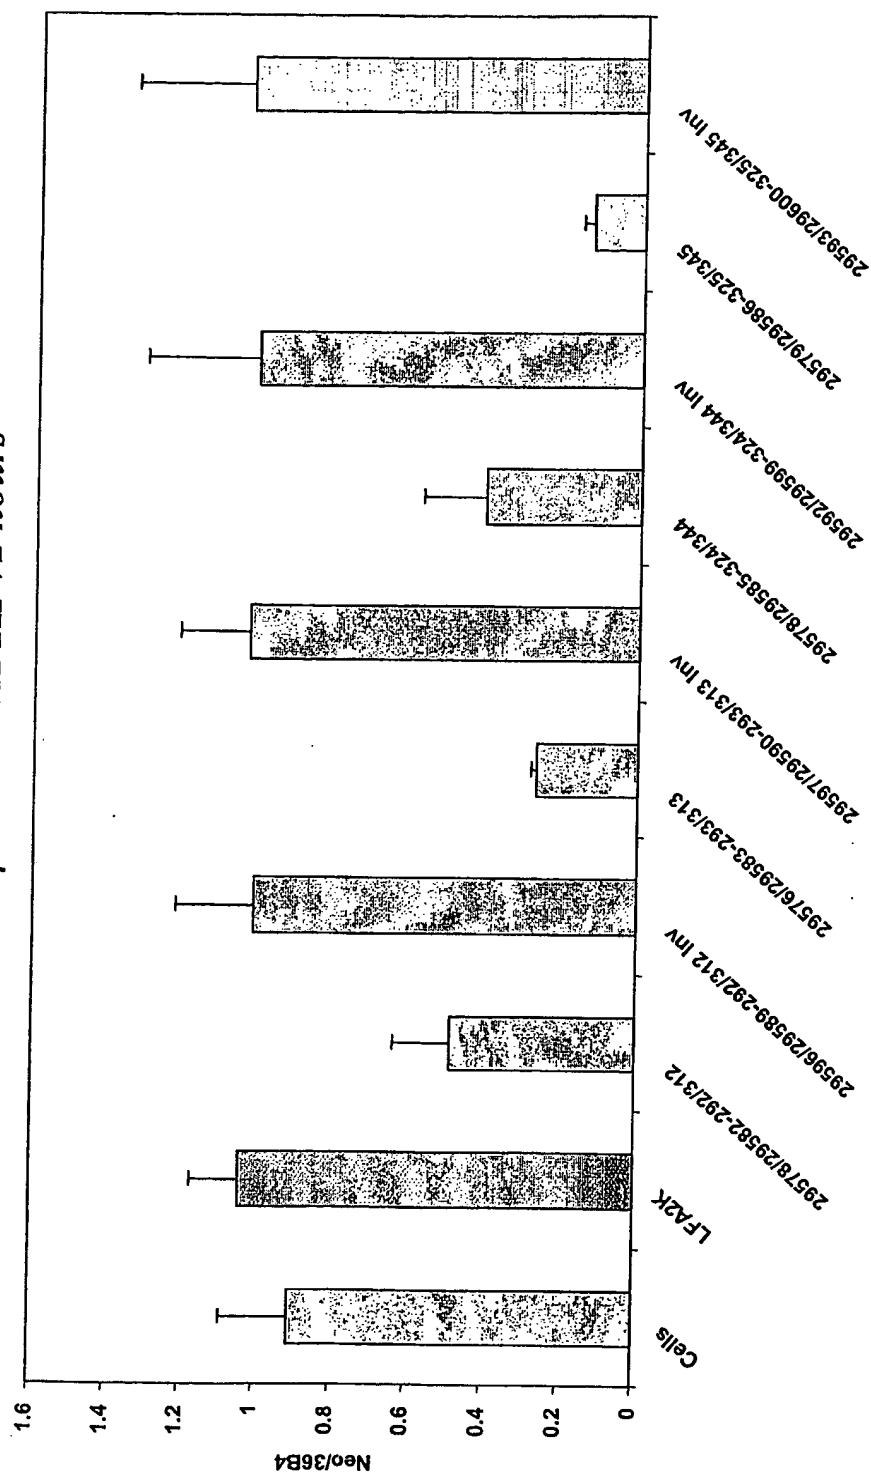 1.6
1.4
1.2
1
0.8
0.6
0.4
0.2
0
Neo/36B4
Cells
LFA2K
29578/29582-292/312
29596/29589-292/312 Inv
29576/29583-293/313
29597/29590-293/313 Inv
29578/29585-324/344
29592/29599-324/344 Inv
29579/29586-325/345
29593/29600-325/345 Inv